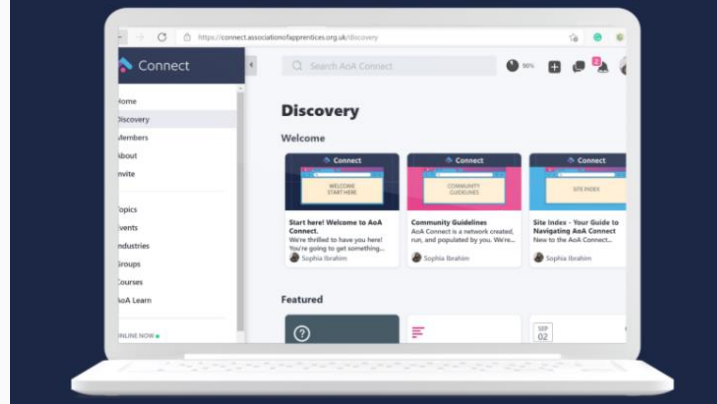 https://connect.associationofapprentices.org.uk/discovery
Connect
Search AoA Connect
50%
2
Home
Discovery
Members
About
Invite
Topics
Events
Industries
Groups
Courses
AoA Learn
ONLINE NOW
Discovery
Welcome
Connect
WELCOME
START HERE
Start here! Welcome to AoA
Connect.
We're thrilled to have you here!
You're going to get something...
Sophia Ibrahim
Connect
COMMUNITY
GUIDELINES
Community Guidelines
AoA Connect is a network created,
run, and populated by you. We're...
Sophia Ibrahim
Connect
SITE INDEX
Site Index - Your Guide to
Navigating AoA Connect
New to the AoA Connect...
Sophia Ibrahim
Featured
SEP
02